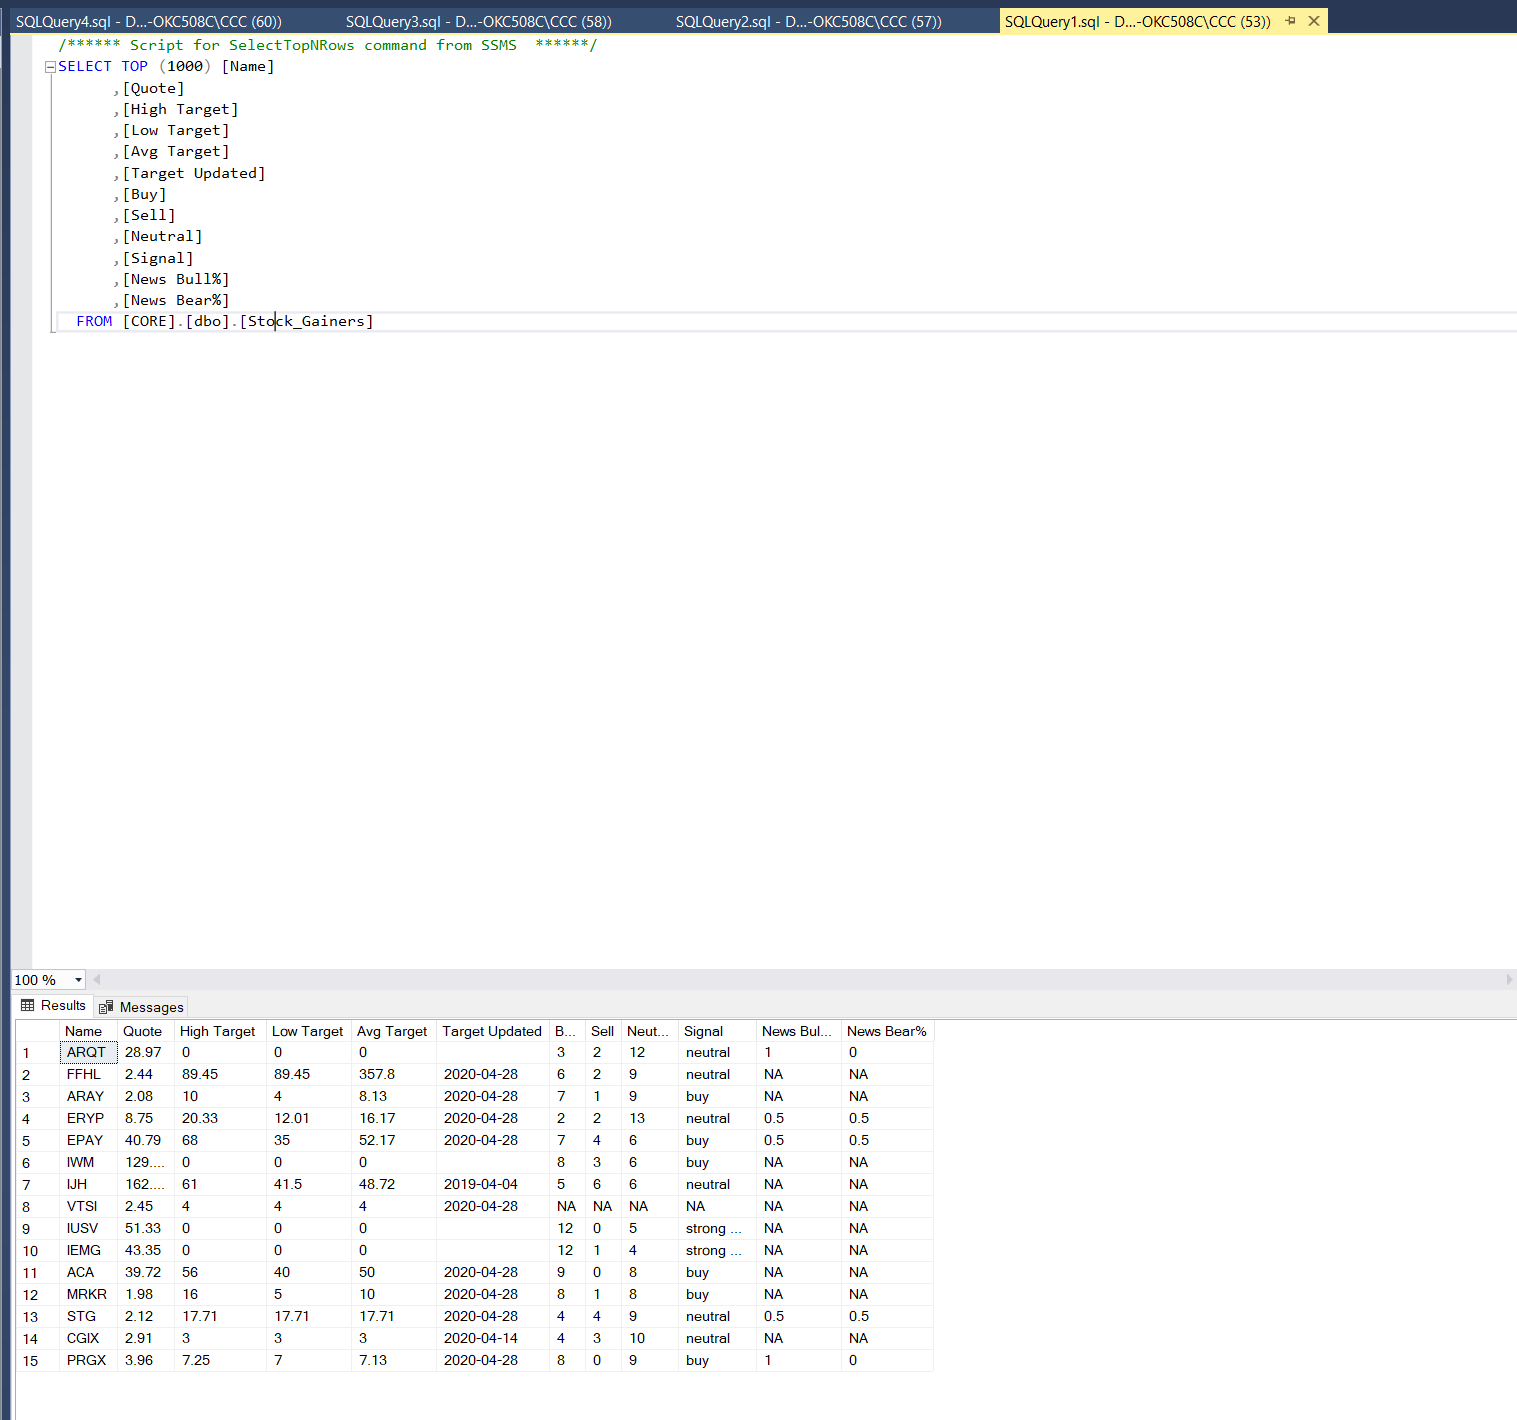 SQLQuery4.sql - D...-OKC508C\CCC (60)) SQLQuery3.sql - D...-OKC508C\CCC (58)) SQLQuery2.sql - D...-OKC508C\CCC (57)) SQLQuery1.sql - D...-OKC508C\CCC (53))
/****** Script for SelectTopNRows command from SSMS  ******/
SELECT TOP (1000) [Name]
,[Quote]
,[High Target]
,[Low Target]
,[Avg Target]
,[Target Updated]
,[Buy]
,[Sell]
,[Neutral]
,[Signal]
,[News Bull%]
,[News Bear%]
FROM [CORE].[dbo].[Stock_Gainers]
100 %
Results Messages
Name Quote High Target Low Target Avg Target Target Updated B... Sell Neut... Signal News Bul... News Bear%
1 ARQT 28.97 0 0 0 3 2 12 neutral 1 0
2 FFHL 2.44 89.45 89.45 357.8 2020-04-28 6 2 9 neutral NA NA
3 ARAY 2.08 10 4 8.13 2020-04-28 7 1 9 buy NA NA
4 ERYP 8.75 20.33 12.01 16.17 2020-04-28 2 2 13 neutral 0.5 0.5
5 EPAY 40.79 68 35 52.17 2020-04-28 7 4 6 buy 0.5 0.5
6 IWM 129.... 0 0 0 8 3 6 buy NA NA
7 IJH 162.... 61 41.5 48.72 2019-04-04 5 6 6 neutral NA NA
8 VTSI 2.45 4 4 4 2020-04-28 NA NA NA NA NA NA
9 IUSV 51.33 0 0 0 12 0 5 strong ... NA NA
10 IEMG 43.35 0 0 0 12 1 4 strong ... NA NA
11 ACA 39.72 56 40 50 2020-04-28 9 0 8 buy NA NA
12 MRKR 1.98 16 5 10 2020-04-28 8 1 8 buy NA NA
13 STG 2.12 17.71 17.71 17.71 2020-04-28 4 4 9 neutral 0.5 0.5
14 CGIX 2.91 3 3 3 2020-04-14 4 3 10 neutral NA NA
15 PRGX 3.96 7.25 7 7.13 2020-04-28 8 0 9 buy 1 0